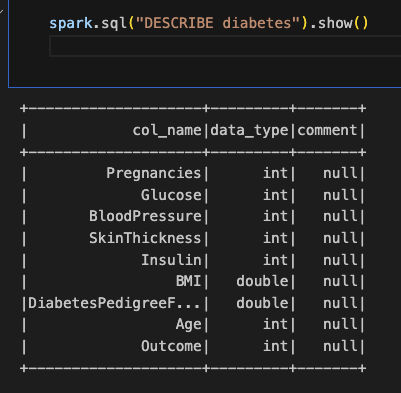 spark.sql("DESCRIBE diabetes").show()
+--------------------+---------+-------+
|            col_name|data_type|comment|
+--------------------+---------+-------+
|         Pregnancies|      int|   null|
|             Glucose|      int|   null|
|       BloodPressure|      int|   null|
|       SkinThickness|      int|   null|
|             Insulin|      int|   null|
|                 BMI|   double|   null|
|DiabetesPedigreeF...|   double|   null|
|                 Age|      int|   null|
|             Outcome|      int|   null|
+--------------------+---------+-------+